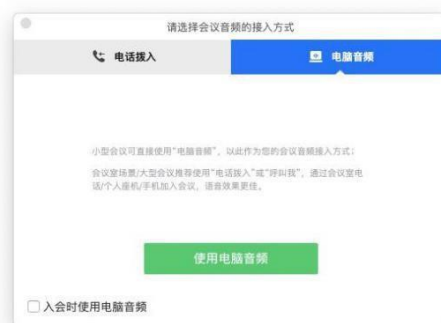 请选择会议音频的接入方式
电话拨入
电脑音频
小型会议可直接使用“电脑音频”，以此作为您的会议音频接入方式；
会议室场景/大型会议推荐使用“电话拨入”或“呼叫我”，通过会议室电
话/个人座机/手机加入会议，语音效果更佳。
使用电脑音频
入会时使用电脑音频